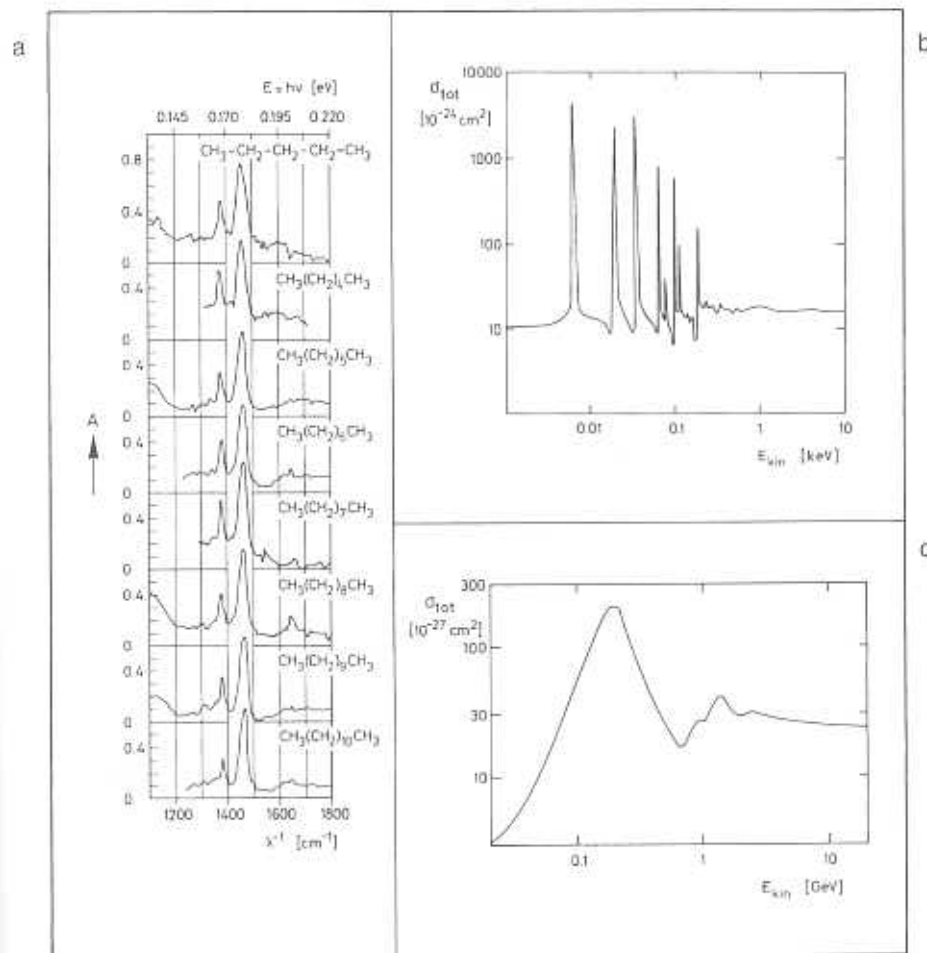 a
E = hν [eV]
0.145 0.170 0.195 0.220
CH3-CH2-CH2-CH2-CH3
0.8
0.4
0
CH3(CH2)4CH3
0.4
0
CH3(CH2)5CH3
0.4
0
CH3(CH2)6CH3
0.4
0
CH3(CH2)7CH3
0.4
0
CH3(CH2)8CH3
0.4
0
CH3(CH2)9CH3
0.4
0
CH3(CH2)10CH3
0.4
0
A
1200 1400 1600 1800
λ-1 [cm-1]
b
σtot
[10-24cm2]
10000
1000
100
10
1
0.01 0.1 1 10
Ekin [keV]
c
σtot
[10-27cm2]
300
100
30
10
0.1 1 10
Ekin [GeV]